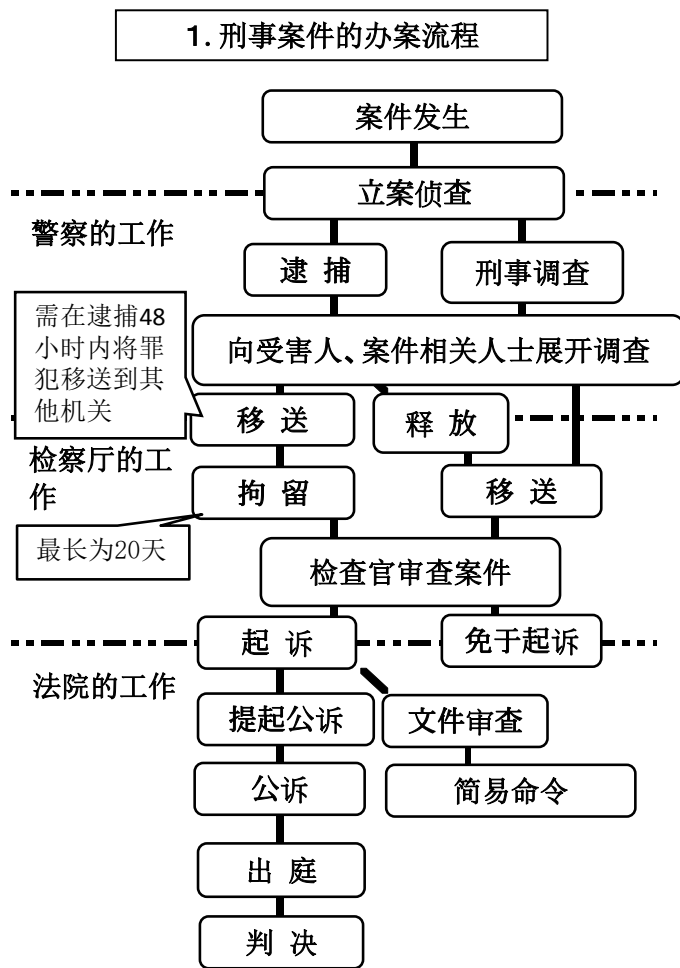 1.刑事案件的办案流程
案件发生
立案侦查
警察的工作
逮 捕
刑事调查
需在逮捕48
小时内将罪
犯移送到其
他机关
向受害人、案件相关人士展开调查
移 送
释 放
检察厅的工
作
拘 留
移 送
最长为20天
检查官审查案件
起 诉
免于起诉
法院的工作
提起公诉
文件审查
公诉
简易命令
出 庭
判 决